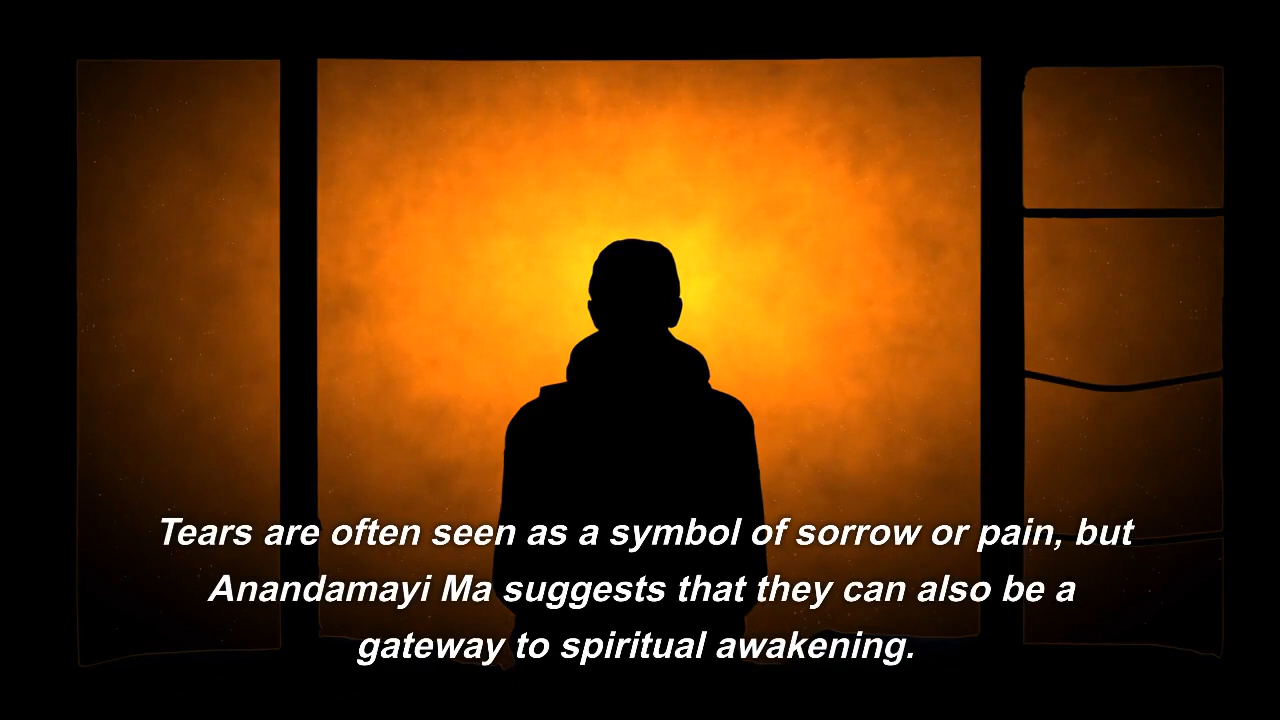 Tears are often seen as a symbol of sorrow or pain, but
Anandamayi Ma suggests that they can also be a
gateway to spiritual awakening.